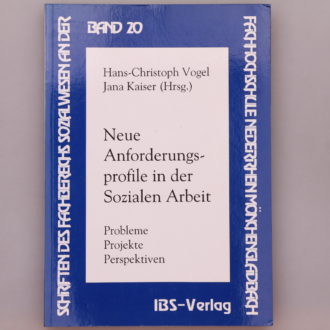 SCHRIFTEN DES FACHBEREICHS SOZIALWESEN AN DER
BAND 20
FACHHOCHSCHULE NIEDERRHEIN MÖNCHENGLADBACH
Hans-Christoph Vogel
Jana Kaiser (Hrsg.)
Neue
Anforderungs-
profile in der
Sozialen Arbeit
Probleme
Projekte
Perspektiven
IBS-Verlag